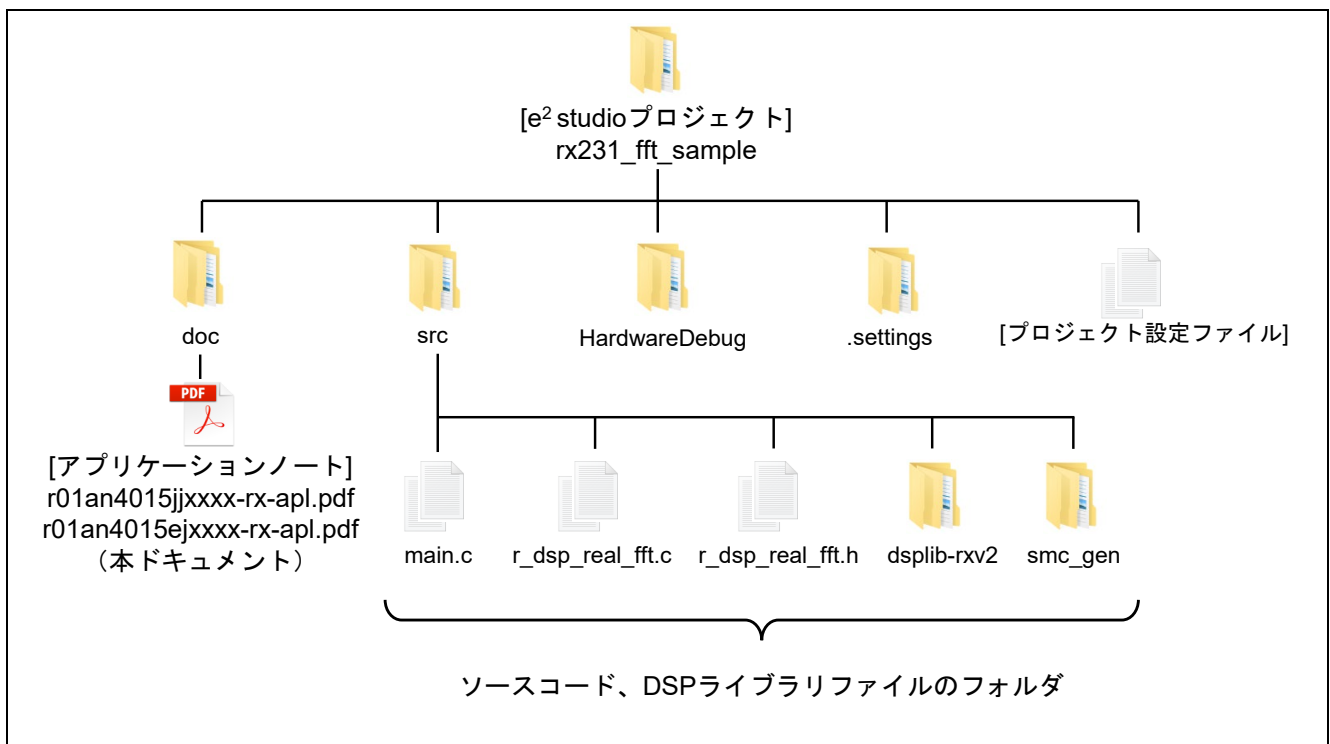 [e² studioプロジェクト]
rx231_fft_sample
doc
src
HardwareDebug
.settings
[プロジェクト設定ファイル]
PDF
[アプリケーションノート]
r01an4015jjxxxx-rx-apl.pdf
r01an4015ejxxxx-rx-apl.pdf
（本ドキュメント）
main.c
r_dsp_real_fft.c
r_dsp_real_fft.h
dsplib-rxv2
smc_gen
ソースコード、DSPライブラリファイルのフォルダ